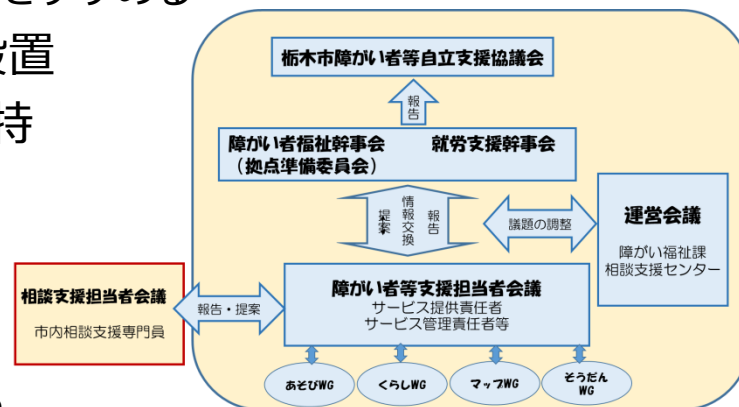 をすすめる
設置
持
栃木市障がい者等自立支援協議会
報告
障がい者福祉幹事会 就労支援幹事会
(拠点準備委員会)
提案 情報交換 報告
議題の調整
運営会議
障がい福祉課
相談支援センター
相談支援担当者会議
市内相談支援専門員
報告・提案
障がい者等支援担当者会議
サービス提供責任者
サービス管理責任者等
あそびWG
くらしWG
マップWG
そうだん
WG